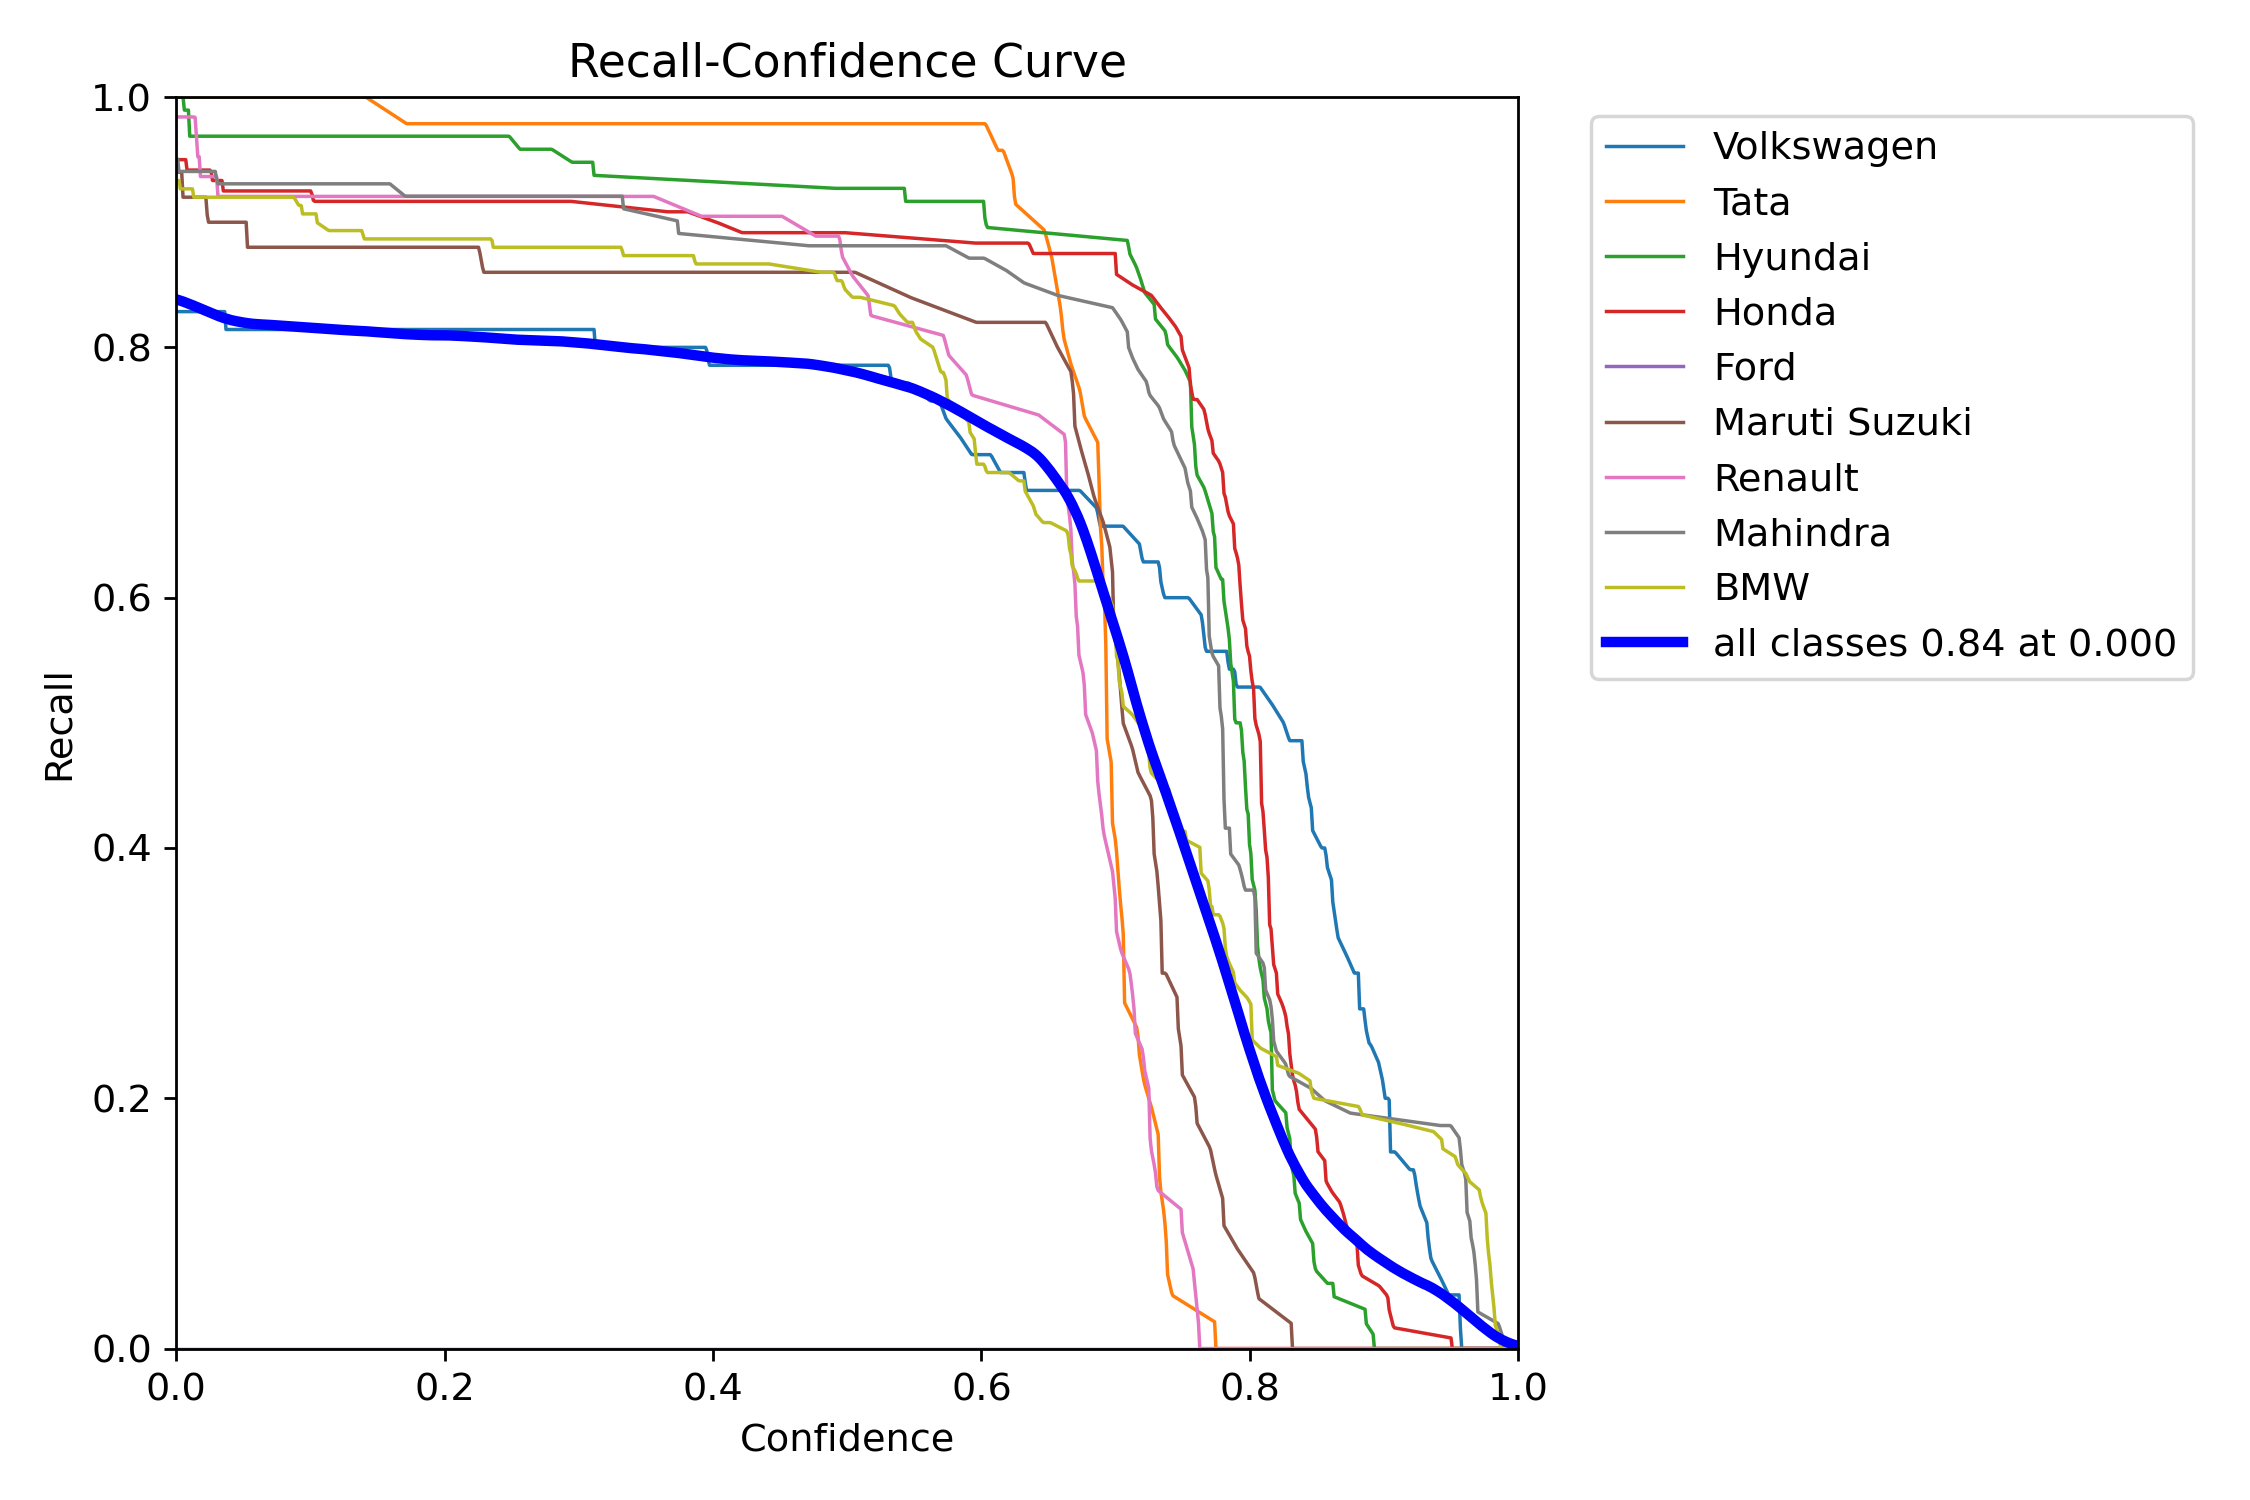 Recall-Confidence Curve
1.0
0.8
0.6
0.4
0.2
0.0
Recall
0.0 0.2 0.4 0.6 0.8 1.0
Confidence
Volkswagen
Tata
Hyundai
Honda
Ford
Maruti Suzuki
Renault
Mahindra
BMW
all classes 0.84 at 0.000